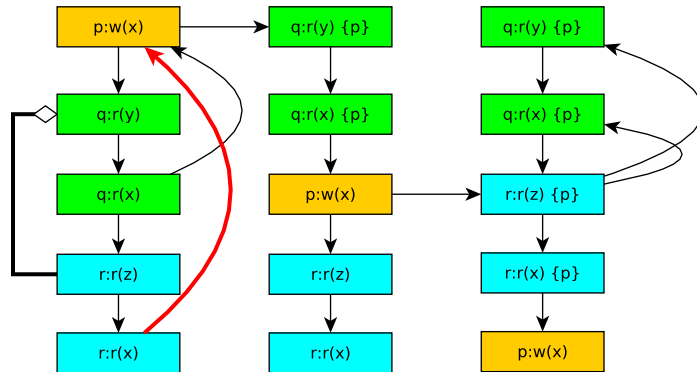 p:w(x)
q:r(y)
q:r(x)
r:r(z)
r:r(x)
q:r(y) {p}
q:r(x) {p}
p:w(x)
r:r(z)
r:r(x)
q:r(y) {p}
q:r(x) {p}
r:r(z) {p}
r:r(x) {p}
p:w(x)